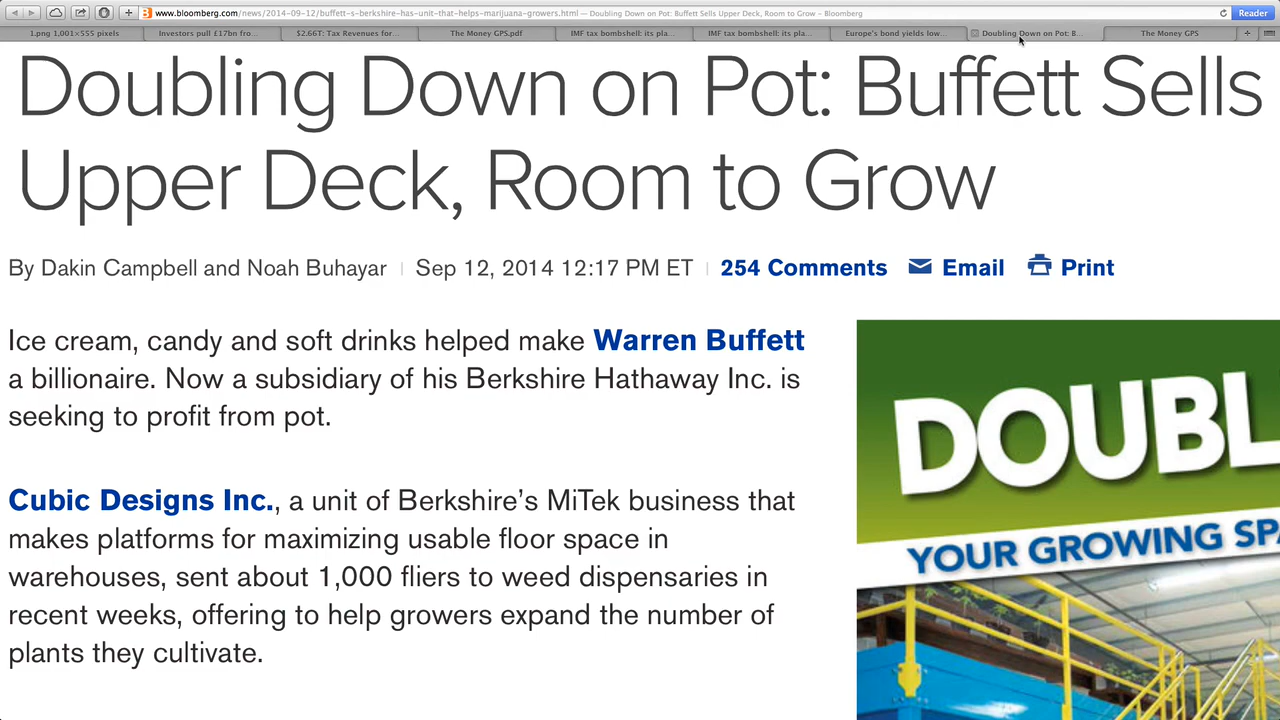 www.bloomberg.com/news/2014-09-12/buffett-s-berkshire-has-unit-that-helps-marijuana-growers.html — Doubling Down on Pot: Buffett Sells Upper Deck, Room to Grow – Bloomberg
Reader
1.png 1,001×555 pixels
Investors pull £17bn fro...
$2.66T: Tax Revenues for...
The Money GPS.pdf
IMF tax bombshell: its pla...
IMF tax bombshell: its pla...
Europe's bond yields low...
Doubling Down on Pot: B...
The Money GPS
Doubling Down on Pot: Buffett Sells
Upper Deck, Room to Grow
By Dakin Campbell and Noah Buhayar | Sep 12, 2014 12:17 PM ET | 254 Comments Email Print
Ice cream, candy and soft drinks helped make Warren Buffett
a billionaire. Now a subsidiary of his Berkshire Hathaway Inc. is
seeking to profit from pot.
Cubic Designs Inc., a unit of Berkshire’s MiTek business that
makes platforms for maximizing usable floor space in
warehouses, sent about 1,000 fliers to weed dispensaries in
recent weeks, offering to help growers expand the number of
plants they cultivate.
DOUBL
YOUR GROWING SPA